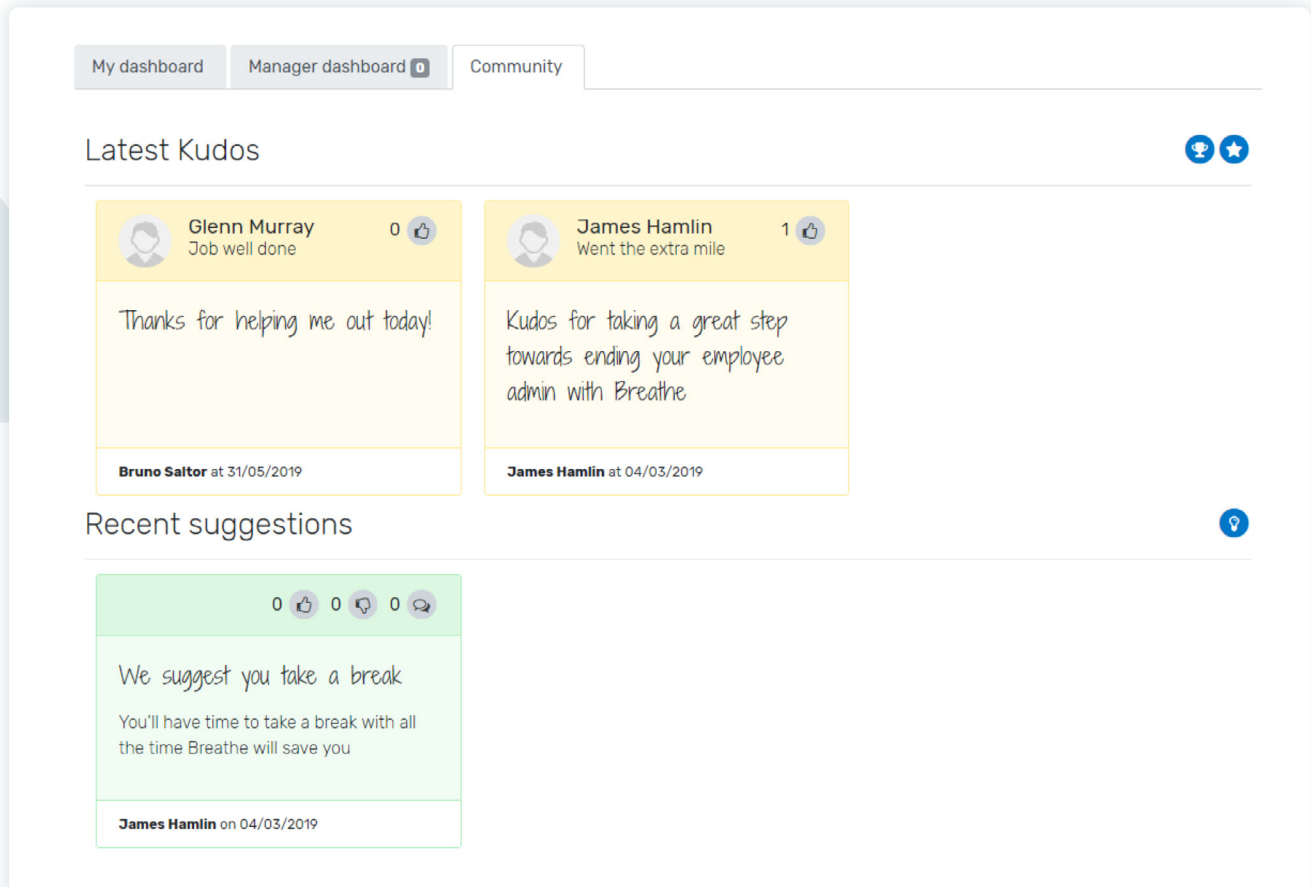 My dashboard Manager dashboard 0 Community
Latest Kudos
Glenn Murray 0
Job well done
Thanks for helping me out today!
Bruno Saltor at 31/05/2019
James Hamlin 1
Went the extra mile
Kudos for taking a great step
towards ending your employee
admin with Breathe
James Hamlin at 04/03/2019
Recent suggestions
0 0 0
We suggest you take a break
You'll have time to take a break with all
the time Breathe will save you
James Hamlin on 04/03/2019